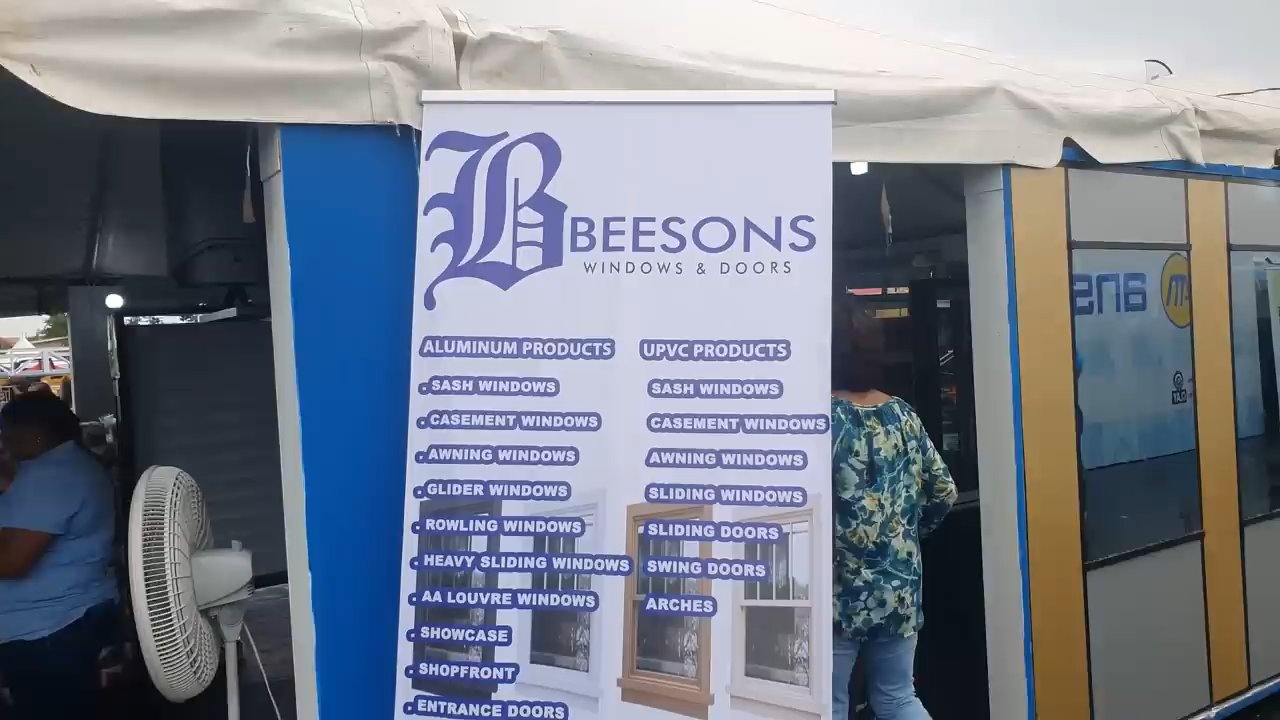 B
BEESONS
WINDOWS & DOORS
ALUMINUM PRODUCTS
. SASH WINDOWS
. CASEMENT WINDOWS
. AWNING WINDOWS
. GLIDER WINDOWS
. ROWLING WINDOWS
. HEAVY SLIDING WINDOWS
. AA LOUVRE WINDOWS
. SHOWCASE
. SHOPFRONT
. ENTRANCE DOORS
UPVC PRODUCTS
SASH WINDOWS
CASEMENT WINDOWS
AWNING WINDOWS
SLIDING WINDOWS
SLIDING DOORS
SWING DOORS
ARCHES